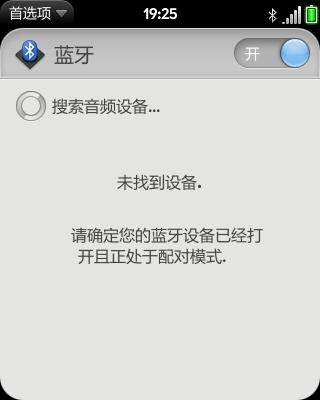 首选项
19:25
蓝牙
开
搜索音频设备...
未找到设备.
请确定您的蓝牙设备已经打
开且正处于配对模式.